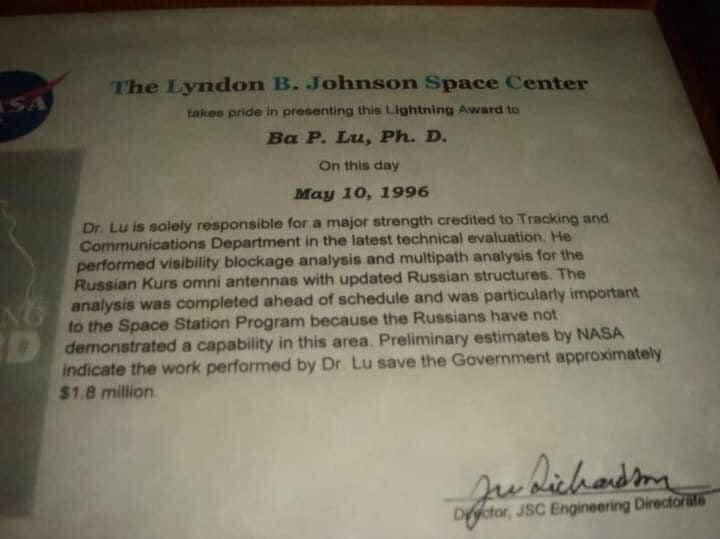 The Lyndon B. Johnson Space Center
takes pride in presenting this Lightning Award to
Ba P. Lu, Ph. D.
On this day
May 10, 1996
Dr. Lu is solely responsible for a major strength credited to Tracking and
Communications Department in the latest technical evaluation. He
performed visibility blockage analysis and multipath analysis for the
Russian Kurs omni antennas with updated Russian structures. The
analysis was completed ahead of schedule and was particularly important
to the Space Station Program because the Russians have not
demonstrated a capability in this area. Preliminary estimates by NASA
indicate the work performed by Dr. Lu save the Government approximately
$1.8 million.
Director, JSC Engineering Directorate